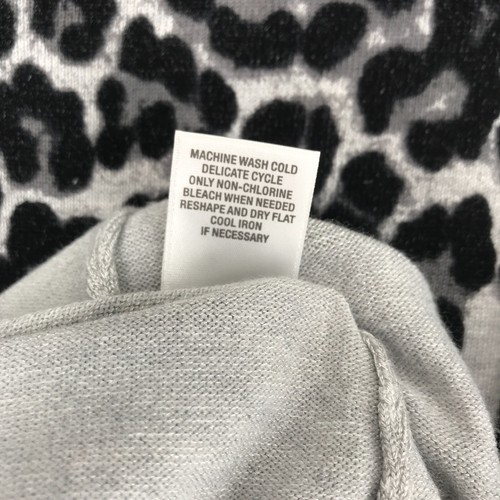 MACHINE WASH COLD
DELICATE CYCLE
ONLY NON-CHLORINE
BLEACH WHEN NEEDED
RESHAPE AND DRY FLAT
COOL IRON
IF NECESSARY